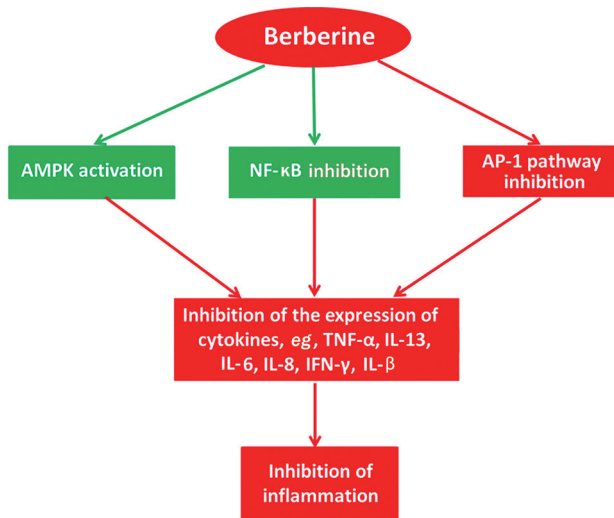 Berberine
AMPK activation
NF-κB inhibition
AP-1 pathway
inhibition
Inhibition of the expression of
cytokines, eg, TNF-α, IL-13,
IL-6, IL-8, IFN-γ, IL-β
Inhibition of
inflammation